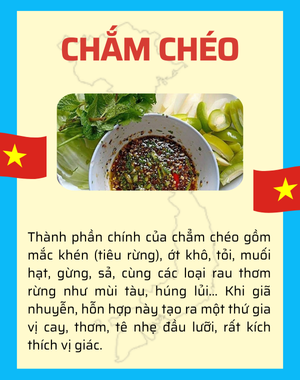 CHẮM CHÉO
Thành phần chính của chẳm chéo gồm
mắc khén (tiêu rừng), ớt khô, tỏi, muối
hạt, gừng, sả, cùng các loại rau thơm
rừng như mùi tàu, húng lủi... Khi giã
nhuyễn, hỗn hợp này tạo ra một thứ gia
vị cay, thơm, tê nhẹ đầu lưỡi, rất kích
thích vị giác.